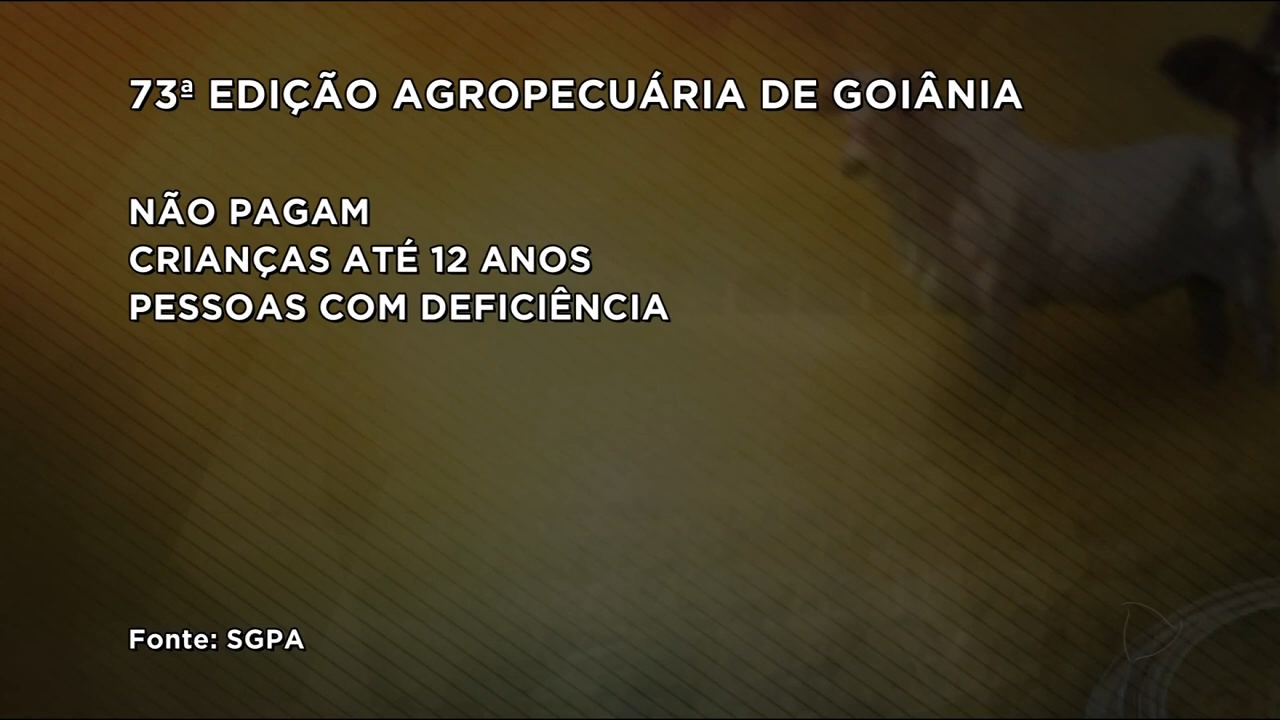 73ª EDIÇÃO AGROPECUÁRIA DE GOIÂNIA
NÃO PAGAM
CRIANÇAS ATÉ 12 ANOS
PESSOAS COM DEFICIÊNCIA
Fonte: SGPA